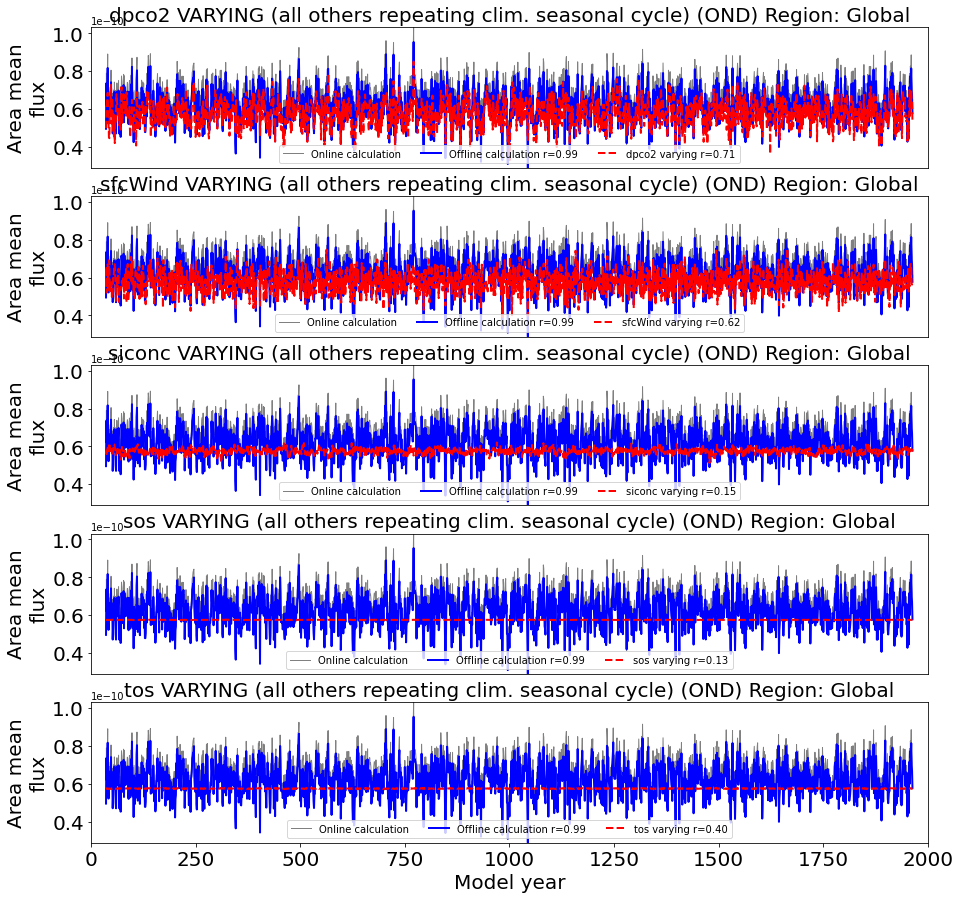 dpco2 VARYING (all others repeating clim. seasonal cycle) (OND) Region: Global
1e−10
1.0
0.8
0.6
0.4
Area mean
flux
Online calculation Offline calculation r=0.99 dpco2 varying r=0.71
sfcWind VARYING (all others repeating clim. seasonal cycle) (OND) Region: Global
1e−10
1.0
0.8
0.6
0.4
Area mean
flux
Online calculation Offline calculation r=0.99 sfcWind varying r=0.62
siconc VARYING (all others repeating clim. seasonal cycle) (OND) Region: Global
1e−10
1.0
0.8
0.6
0.4
Area mean
flux
Online calculation Offline calculation r=0.99 siconc varying r=0.15
sos VARYING (all others repeating clim. seasonal cycle) (OND) Region: Global
1e−10
1.0
0.8
0.6
0.4
Area mean
flux
Online calculation Offline calculation r=0.99 sos varying r=0.13
tos VARYING (all others repeating clim. seasonal cycle) (OND) Region: Global
1e−10
1.0
0.8
0.6
0.4
Area mean
flux
Online calculation Offline calculation r=0.99 tos varying r=0.40
0 250 500 750 1000 1250 1500 1750 2000
Model year